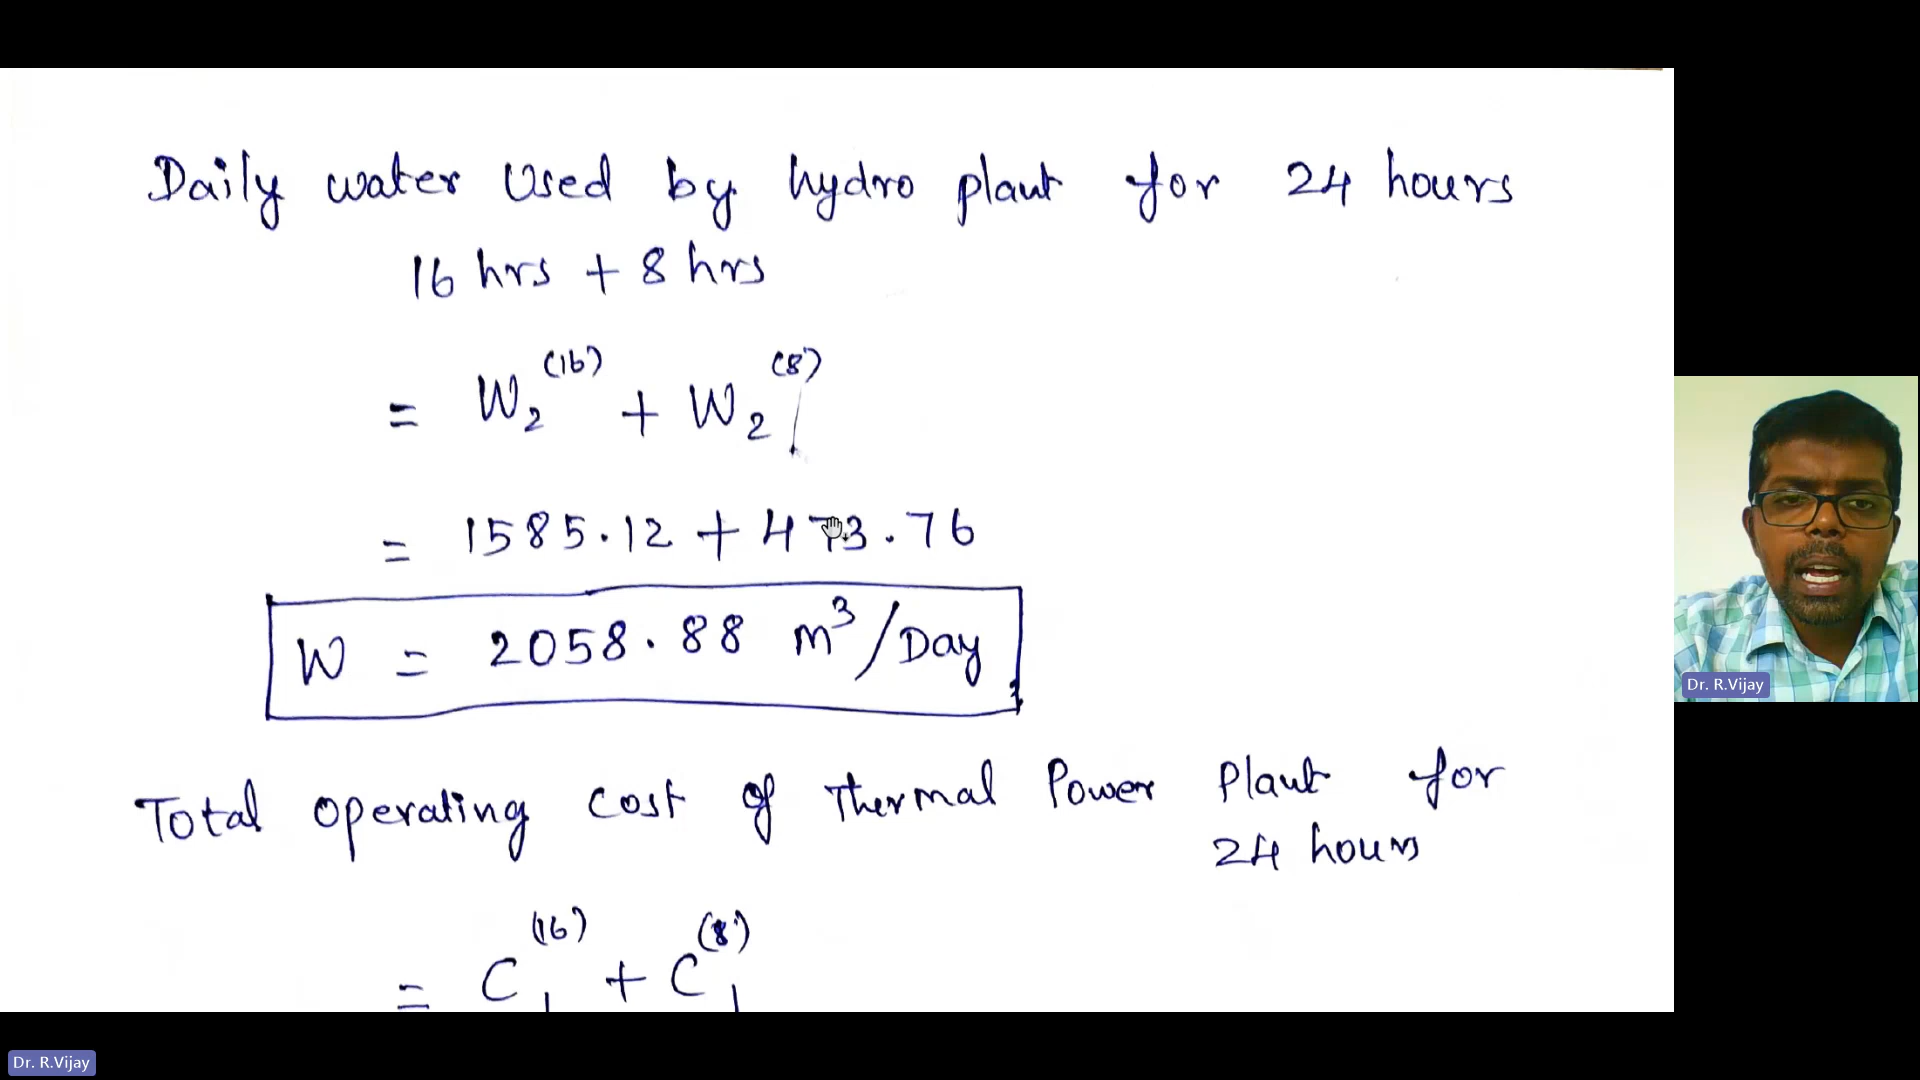 Daily water Used by hydro plant for 24 hours
16 hrs + 8 hrs
= W₂⁽¹⁶⁾ + W₂⁽⁸⁾
= 1585.12 + 473.76
W = 2058.88 m³/Day
Total operating cost of Thermal Power Plant for
24 hours
= C₁⁽¹⁶⁾ + C₁⁽⁸⁾
Dr. R.Vijay
Dr. R.Vijay